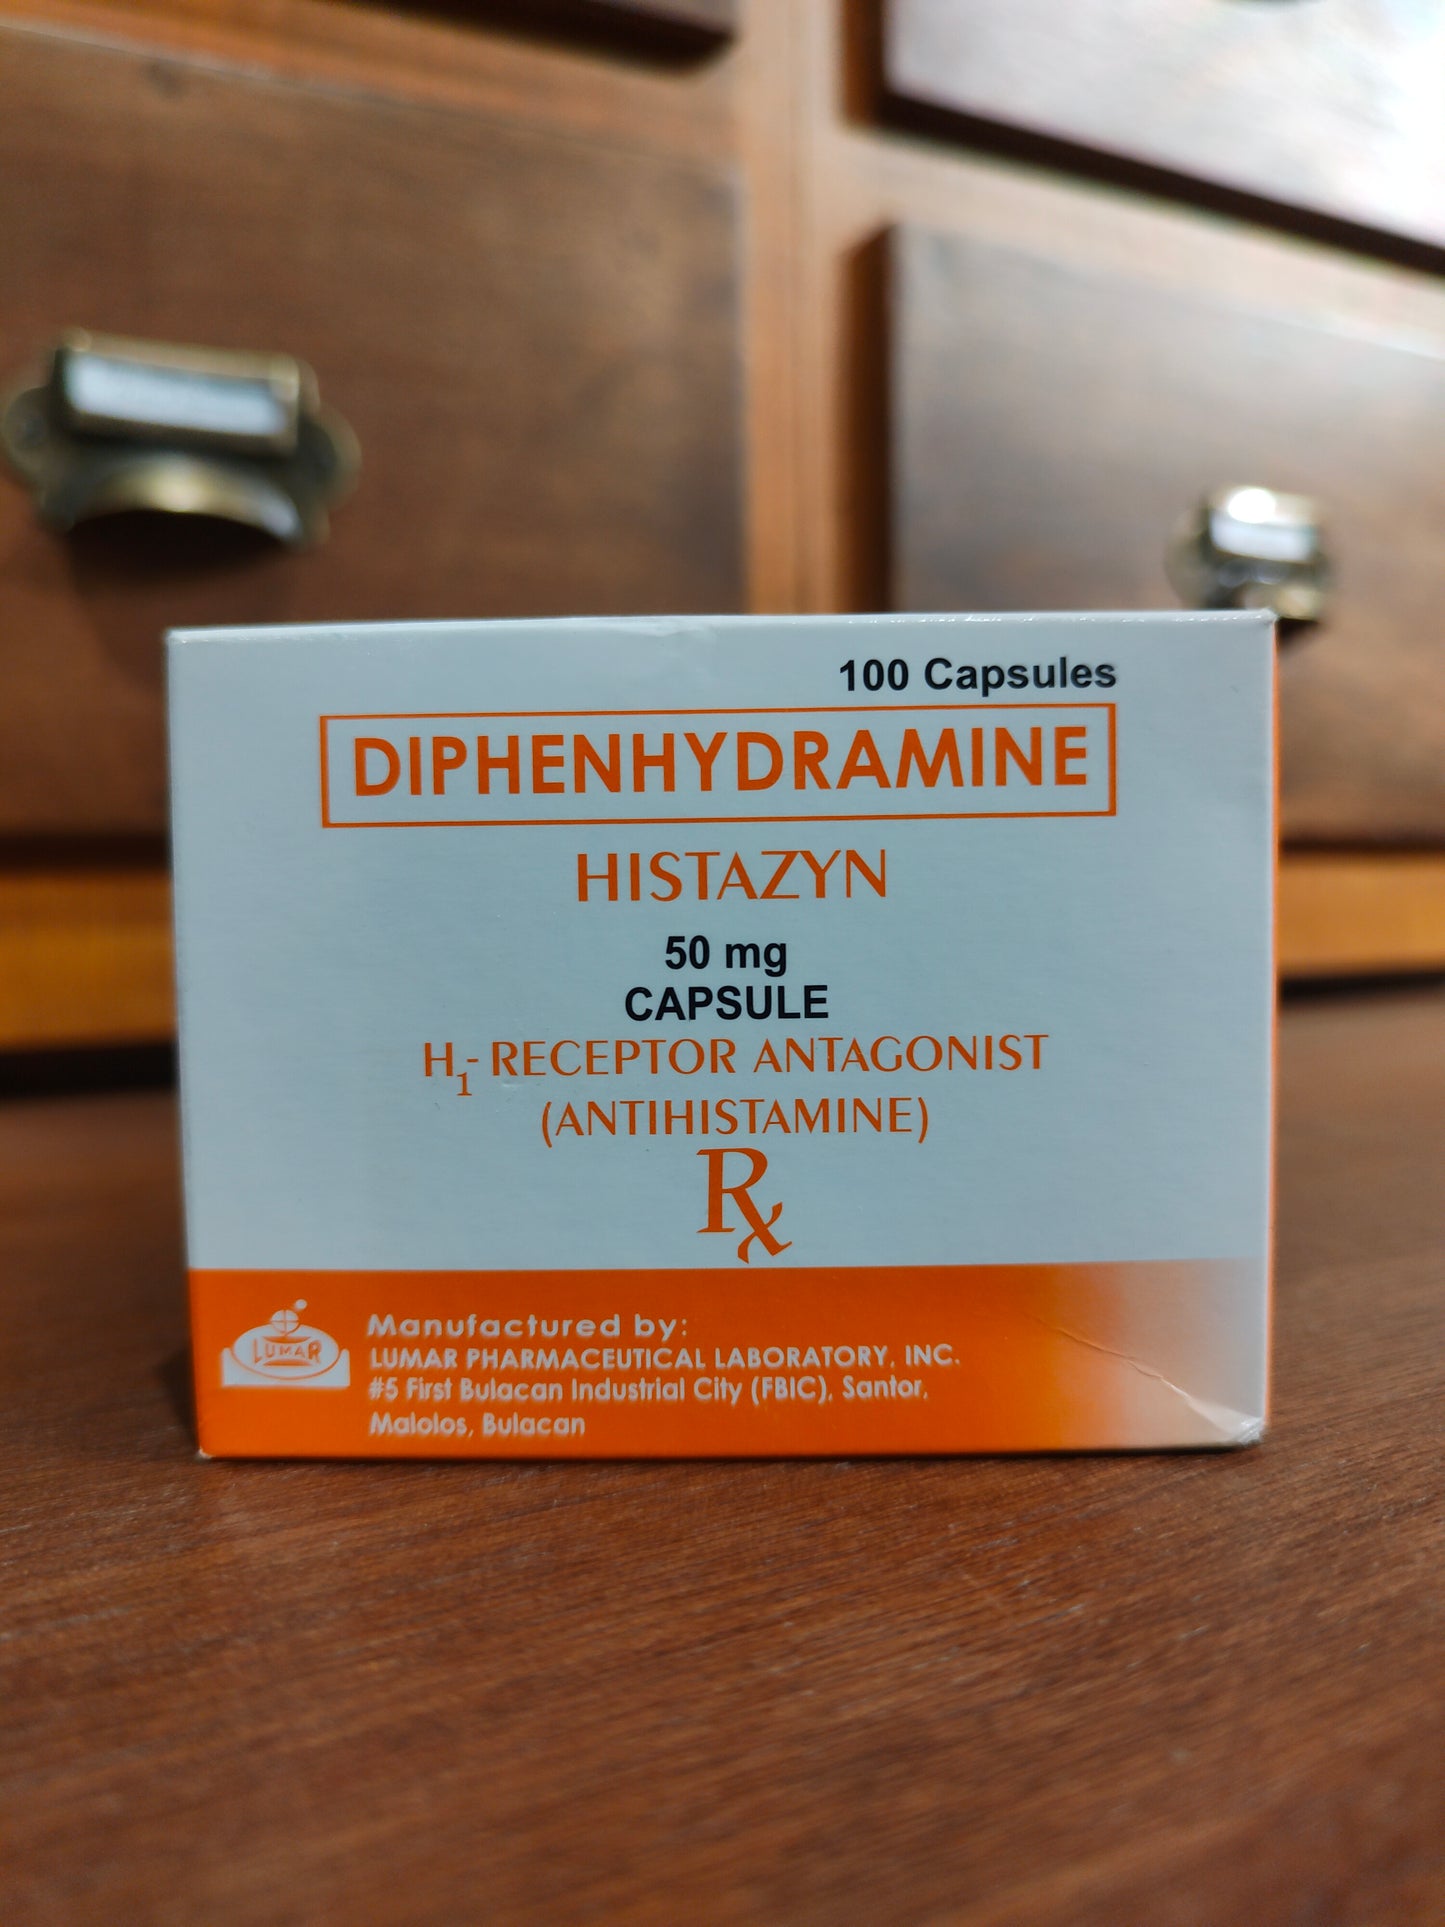 100 Capsules
DIPHENHYDRAMINE
HISTAZYN
50 mg
CAPSULE
H1- RECEPTOR ANTAGONIST
(ANTIHISTAMINE)
Rx
LUMAR
Manufactured by:
LUMAR PHARMACEUTICAL LABORATORY, INC.
#5 First Bulacan Industrial City (FBIC), Santor,
Malolos, Bulacan